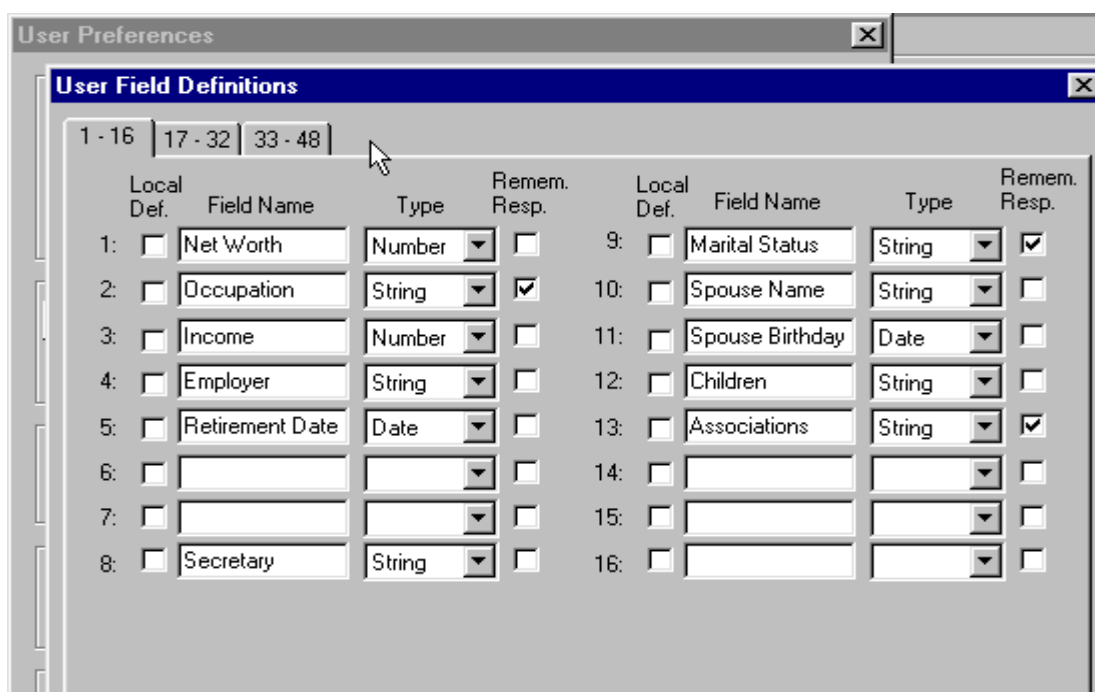 User Preferences
User Field Definitions
1 - 16 17 - 32 33 - 48
Local Def. Field Name Type Remem. Resp. Local Def. Field Name Type Remem. Resp.
1: Net Worth Number 9: Marital Status String
2: Occupation String 10: Spouse Name String
3: Income Number 11: Spouse Birthday Date
4: Employer String 12: Children String
5: Retirement Date Date 13: Associations String
6: 14:
7: 15:
8: Secretary String 16: